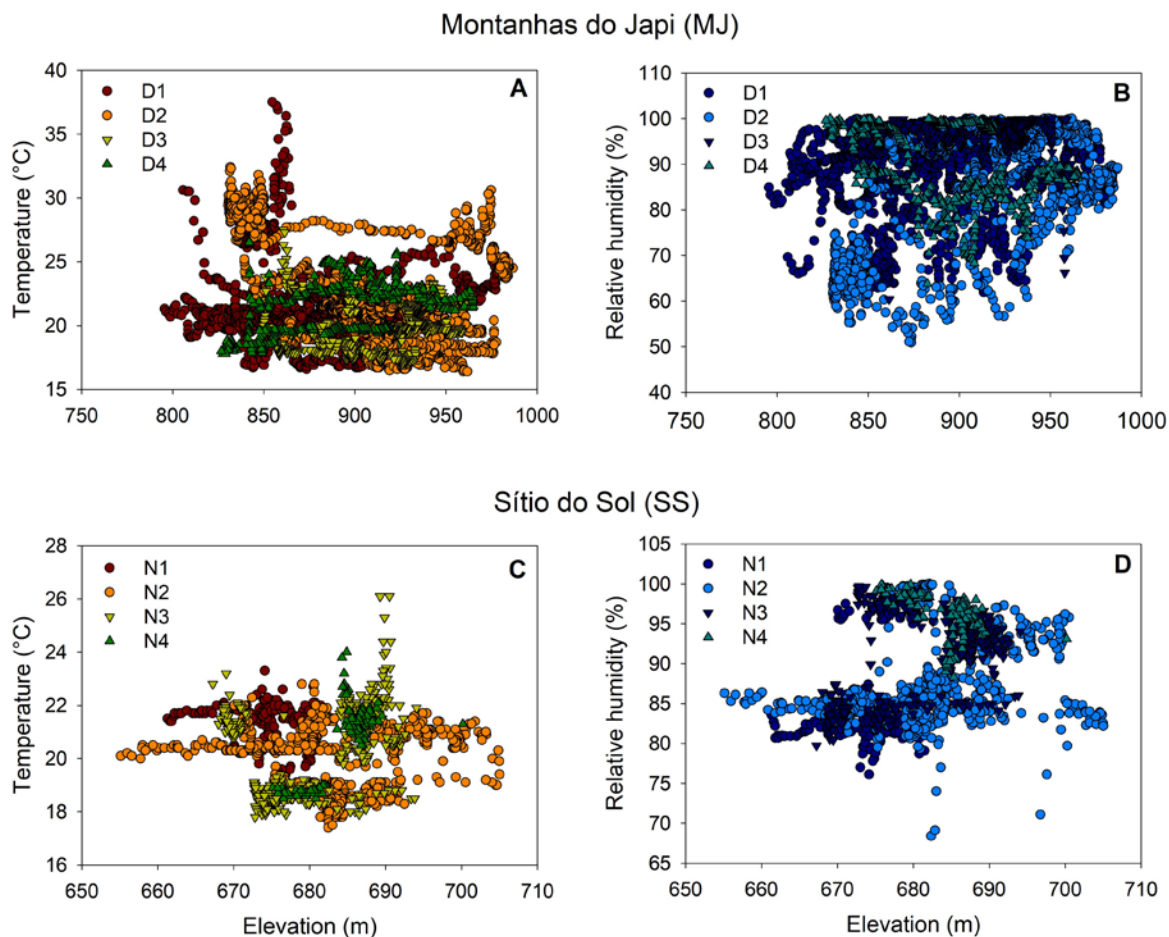 Montanhas do Japi (MJ)
A
D1
D2
D3
D4
Temperature (°C)
40
35
30
25
20
15
750 800 850 900 950 1000
B
D1
D2
D3
D4
Relative humidity (%)
110
100
90
80
70
60
50
40
750 800 850 900 950 1000
Sítio do Sol (SS)
C
N1
N2
N3
N4
Temperature (°C)
28
26
24
22
20
18
16
650 660 670 680 690 700 710
Elevation (m)
D
N1
N2
N3
N4
Relative humidity (%)
105
100
95
90
85
80
75
70
65
650 660 670 680 690 700 710
Elevation (m)